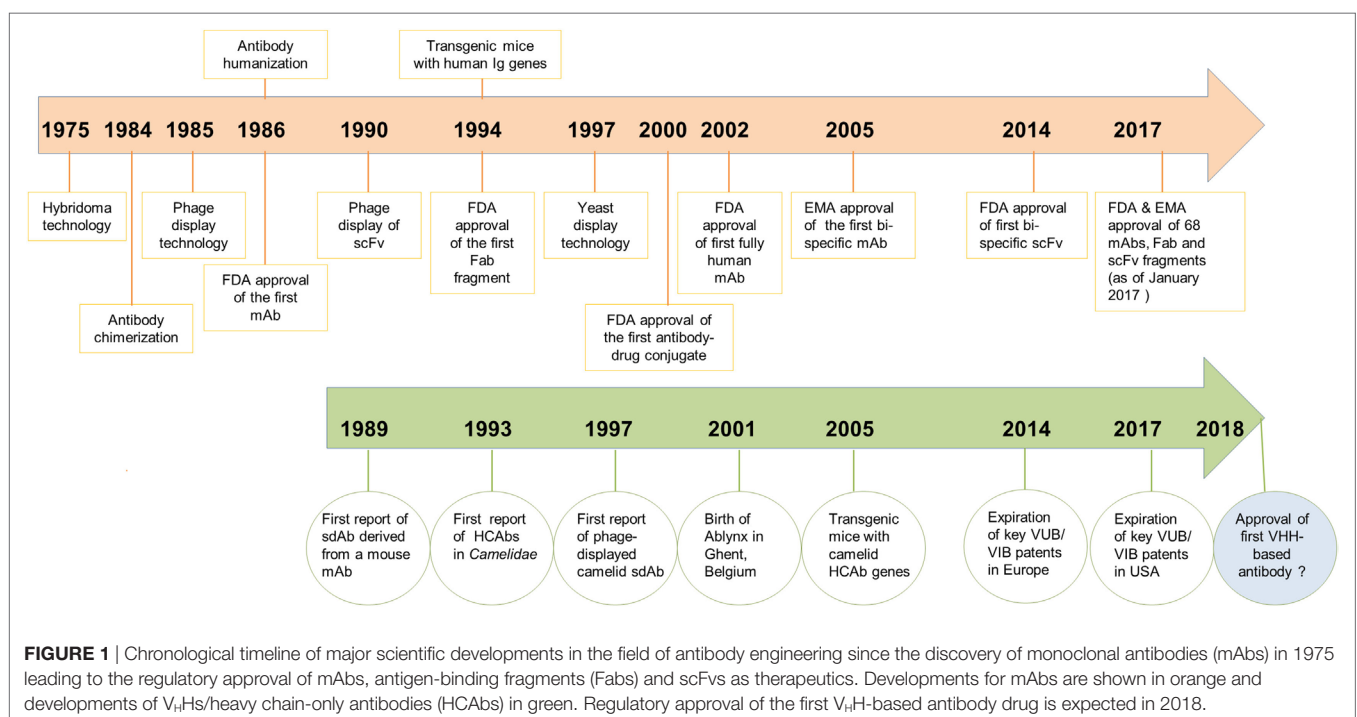 Antibody
humanization
Transgenic mice
with human Ig genes
1975 1984 1985 1986 1990 1994 1997 2000 2002 2005 2014 2017
Hybridoma
technology
Antibody
chimerization
Phage
display
technology
FDA approval
of the first
mAb
Phage
display of
scFv
FDA
approval
of the first
Fab
fragment
Yeast
display
technology
FDA approval of
the first antibody-
drug conjugate
FDA
approval
of first fully
human
mAb
EMA approval
of the first bi-
specific mAb
FDA approval
of first bi-
specific scFv
FDA & EMA
approval of 68
mAbs, Fab and
scFv fragments
(as of January
2017 )
1989 1993 1997 2001 2005 2014 2017 2018
First report of
sdAb derived
from a mouse
mAb
First report
of HCAbs
in Camelidae
First report
of phage-
displayed
camelid sdAb
Birth of
Ablynx in
Ghent,
Belgium
Transgenic
mice with
camelid
HCAb genes
Expiration
of key VUB/
VIB patents
in Europe
Expiration
of key VUB/
VIB patents
in USA
Approval of
first VHH-
based
antibody ?
FIGURE 1 | Chronological timeline of major scientific developments in the field of antibody engineering since the discovery of monoclonal antibodies (mAbs) in 1975
leading to the regulatory approval of mAbs, antigen-binding fragments (Fabs) and scFvs as therapeutics. Developments for mAbs are shown in orange and
developments of VHHs/heavy chain-only antibodies (HCAbs) in green. Regulatory approval of the first VHH-based antibody drug is expected in 2018.